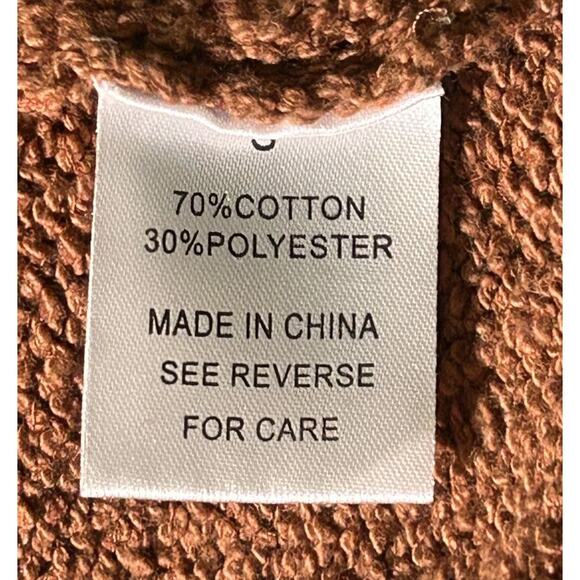 70%COTTON
30%POLYESTER
MADE IN CHINA
SEE REVERSE
FOR CARE